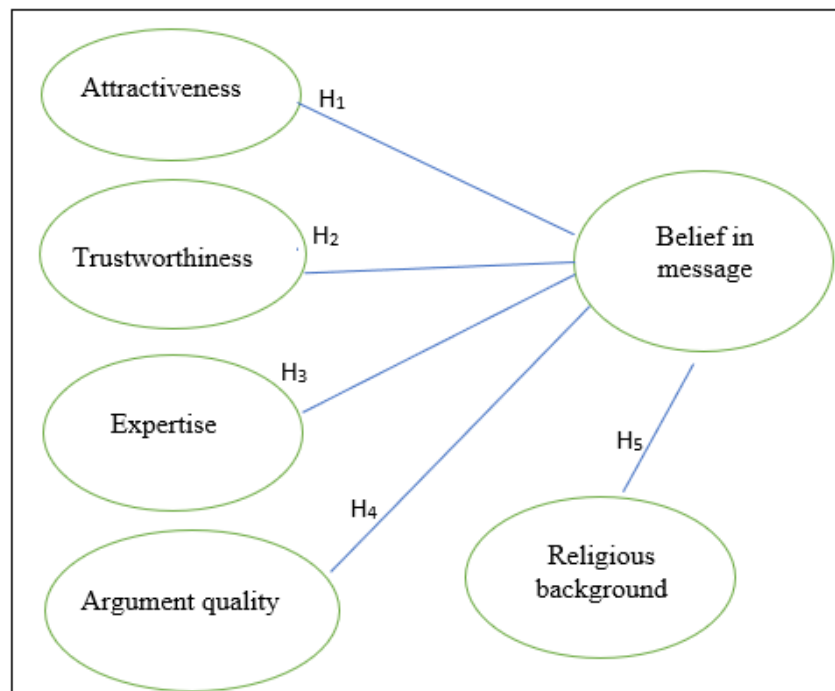 Attractiveness
H₁
Trustworthiness
H₂
Belief in
message
Expertise
H₃
Argument quality
H₄
H₅
Religious
background